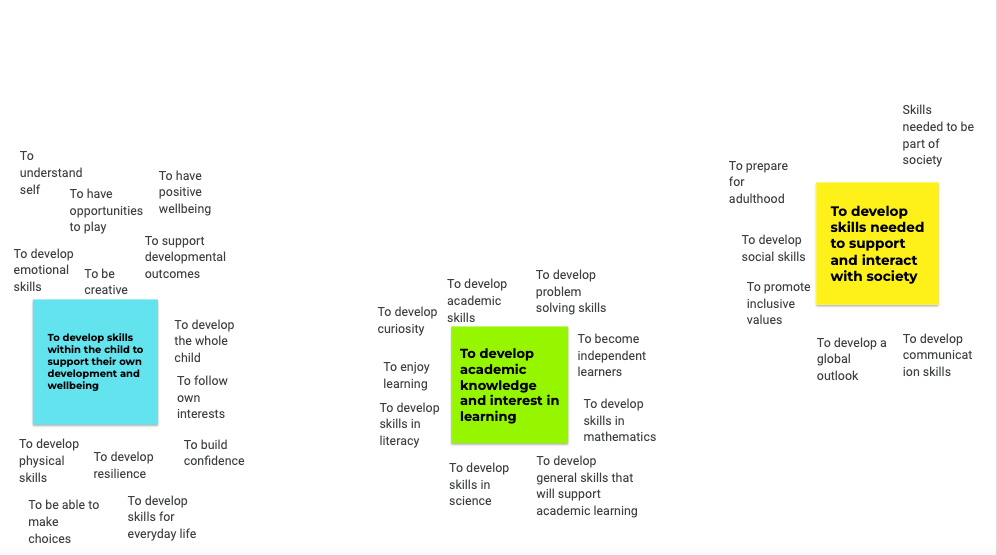 To
understand
self
To have
opportunities
to play
To have
positive
wellbeing
To develop
emotional
skills
To be
creative
To support
developmental
outcomes
To develop skills
within the child to
support their own
development and
wellbeing
To develop
the whole
child
To follow
own
interests
To develop
physical
skills
To develop
resilience
To build
confidence
To be able to
make
choices
To develop
skills for
everyday life
To develop
curiosity
To develop
academic
skills
To develop
problem
solving skills
To enjoy
learning
To develop
academic
knowledge
and interest in
learning
To become
independent
learners
To develop
skills in
literacy
To develop
skills in
mathematics
To develop
skills in
science
To develop
general skills that
will support
academic learning
Skills
needed to be
part of
society
To prepare
for
adulthood
To develop
social skills
To develop
skills needed
to support
and interact
with society
To promote
inclusive
values
To develop a
global
outlook
To develop
communicat
ion skills